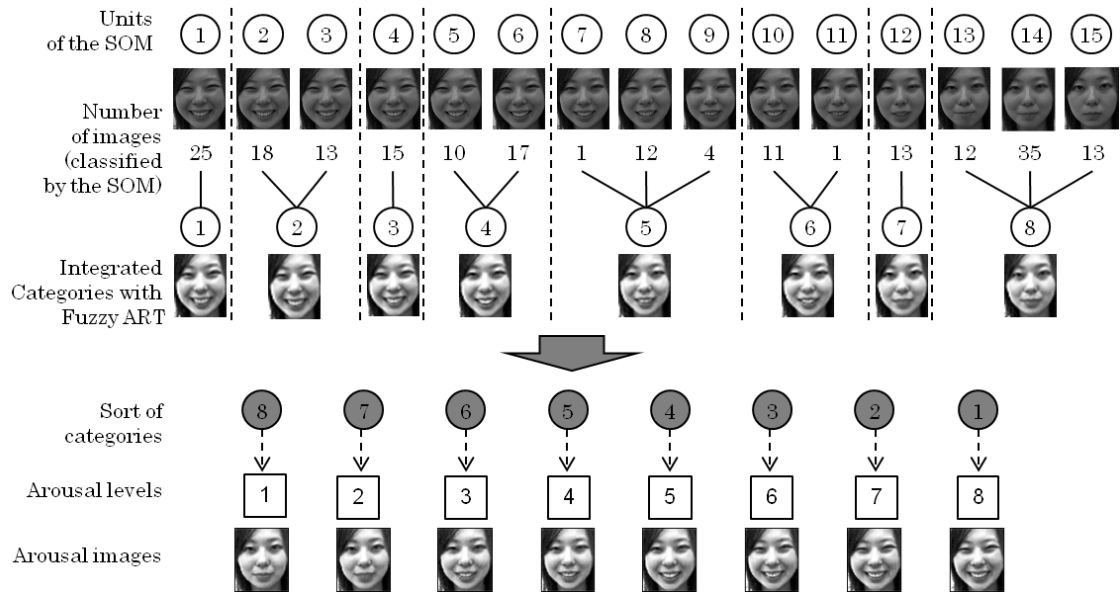 Units
of the SOM
1 2 3 4 5 6 7 8 9 10 11 12 13 14 15
Number
of images
(classified
by the SOM)
25 18 13 15 10 17 1 12 4 11 1 13 12 35 13
1 2 3 4 5 6 7 8
Integrated
Categories with
Fuzzy ART
Sort of
categories
8 7 6 5 4 3 2 1
Arousal levels
1 2 3 4 5 6 7 8
Arousal images